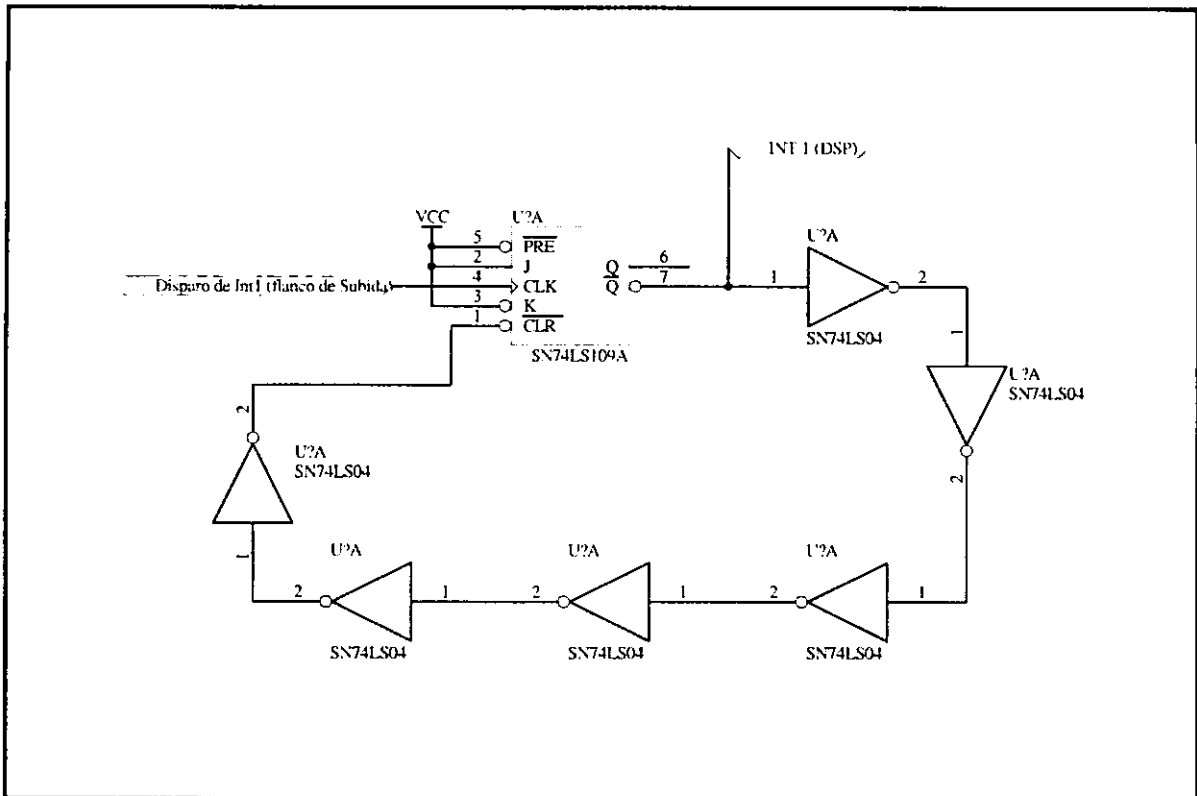 INT 1 (DSP)
VCC
U?A
U?A
5 PRE
2 J
Q 6
Disparo de Int1 (flanco de Subida)
4 CLK
Q 7
1
2
3 K
1 CLR
SN74LS04
SN74LS109A
1
U?A
SN74LS04
2
U?A
SN74LS04
2
1
U?A
U?A
U?A
2
1
2
1
2
1
SN74LS04
SN74LS04
SN74LS04